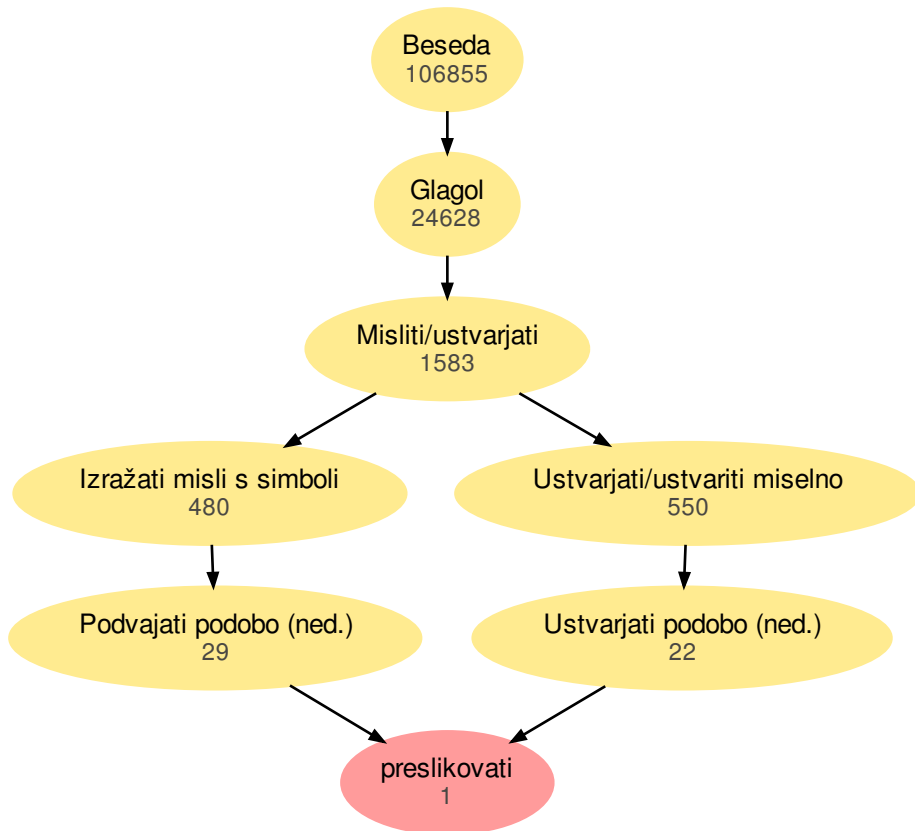 Beseda
106855
Glagol
24628
Misliti/ustvarjati
1583
Izražati misli s simboli
480
Ustvarjati/ustvariti miselno
550
Podvajati podobo (ned.)
29
Ustvarjati podobo (ned.)
22
preslikovati
1